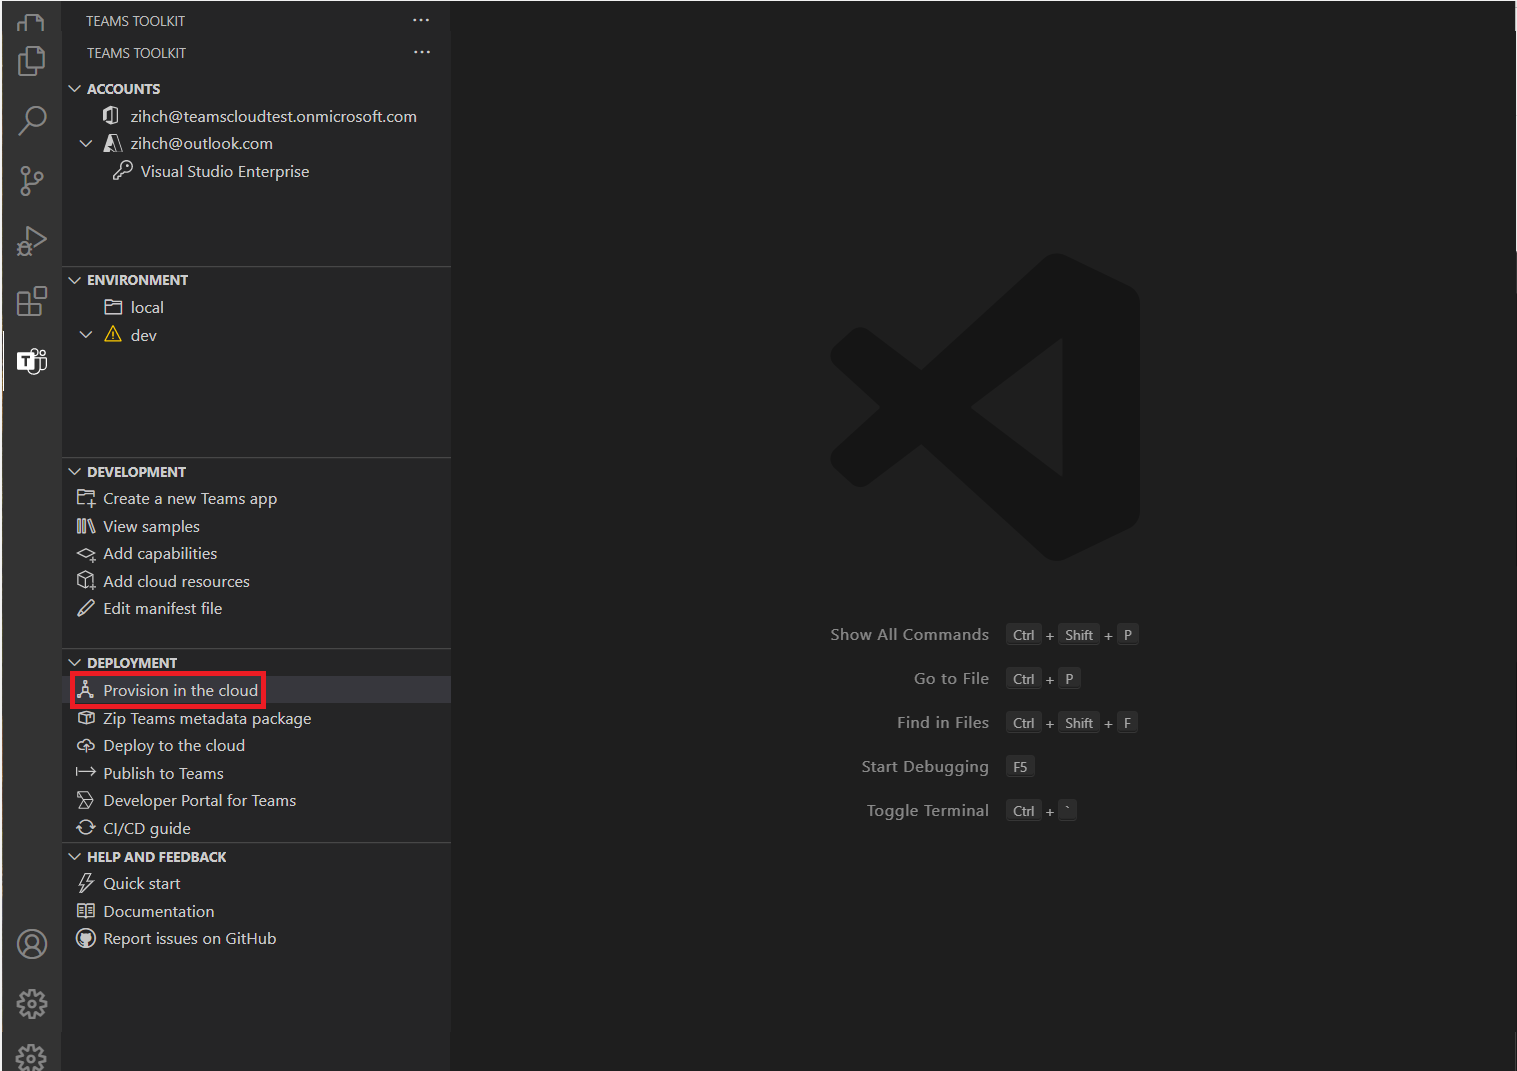 TEAMS TOOLKIT
TEAMS TOOLKIT
ACCOUNTS
zihch@teamscloudtest.onmicrosoft.com
zihch@outlook.com
Visual Studio Enterprise
ENVIRONMENT
local
dev
DEVELOPMENT
Create a new Teams app
View samples
Add capabilities
Add cloud resources
Edit manifest file
DEPLOYMENT
Provision in the cloud
Zip Teams metadata package
Deploy to the cloud
Publish to Teams
Developer Portal for Teams
CI/CD guide
HELP AND FEEDBACK
Quick start
Documentation
Report issues on GitHub
Show All Commands Ctrl + Shift + P
Go to File Ctrl + P
Find in Files Ctrl + Shift + F
Start Debugging F5
Toggle Terminal Ctrl + `